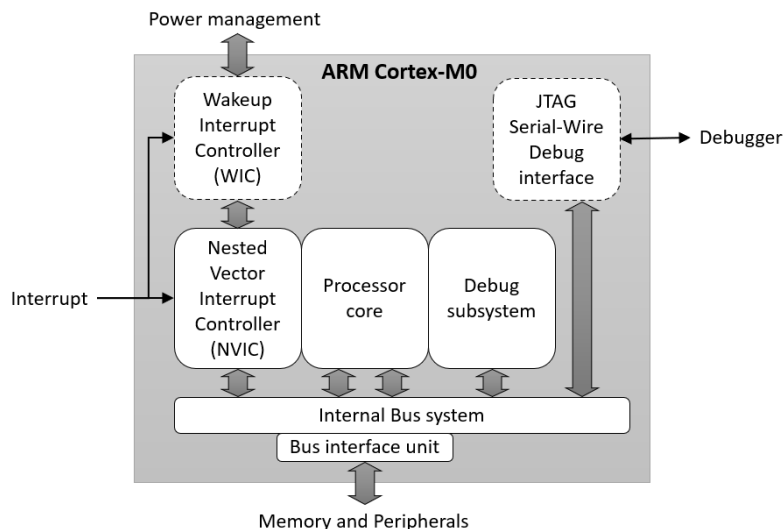 Power management
ARM Cortex-M0
Wakeup
Interrupt
Controller
(WIC)
JTAG
Serial-Wire
Debug
interface
Debugger
Interrupt
Nested
Vector
Interrupt
Controller
(NVIC)
Processor
core
Debug
subsystem
Internal Bus system
Bus interface unit
Memory and Peripherals